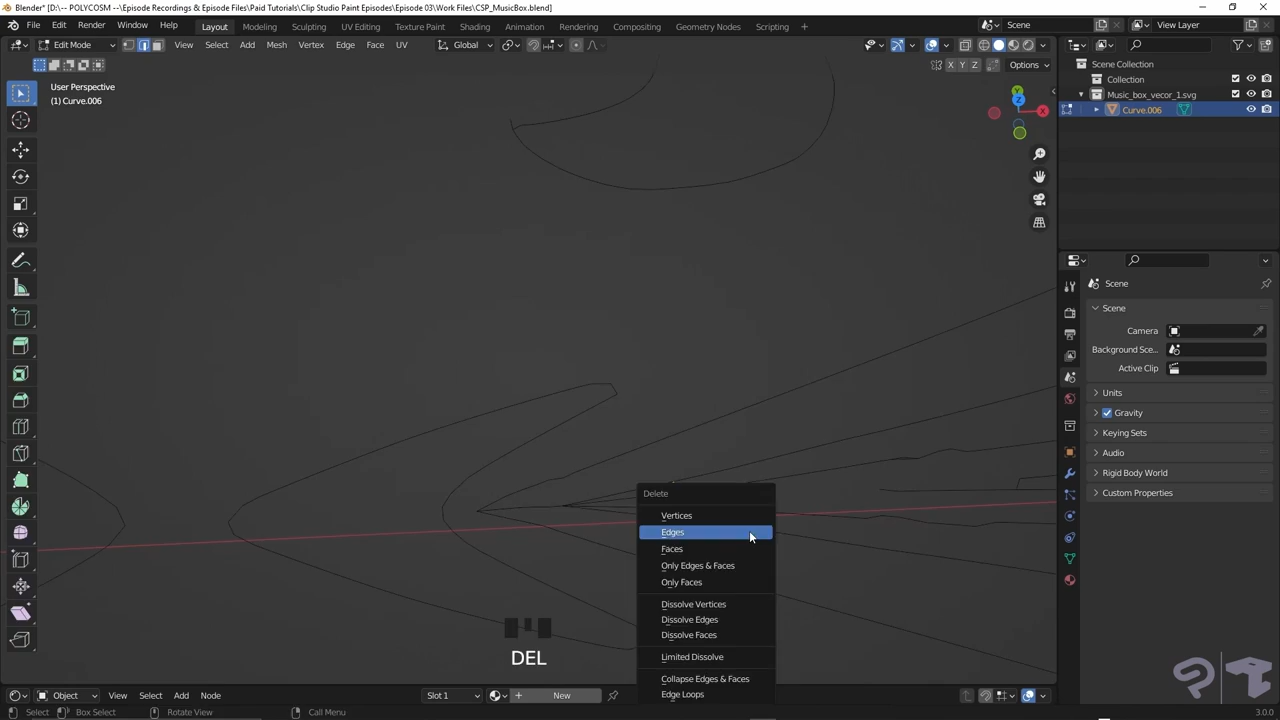 Blender* [D:\-- POLYCOSM --\Episode Recordings & Episode Files\Paid Tutorials\Clip Studio Paint Episodes\Episode 03\Work Files\CSP_MusicBox.blend]
File Edit Render Window Help Layout Modeling Sculpting UV Editing Texture Paint Shading Animation Rendering Compositing Geometry Nodes Scripting + Scene View Layer
Edit Mode View Select Add Mesh Vertex Edge Face UV Global
X Y Z Options
User Perspective
(1) Curve.006
Y
Z
X
Scene Collection
Collection
Music_box_vecor_1.svg
Curve.006
Scene
Scene
Camera
Background Sce...
Active Clip
Units
Gravity
Keying Sets
Audio
Rigid Body World
Custom Properties
Delete
Vertices
Edges
Faces
Only Edges & Faces
Only Faces
Dissolve Vertices
Dissolve Edges
Dissolve Faces
Limited Dissolve
Collapse Edges & Faces
Edge Loops
DEL
Object View Select Add Node Slot 1 + New
Select Box Select Rotate View Call Menu 3.0.0